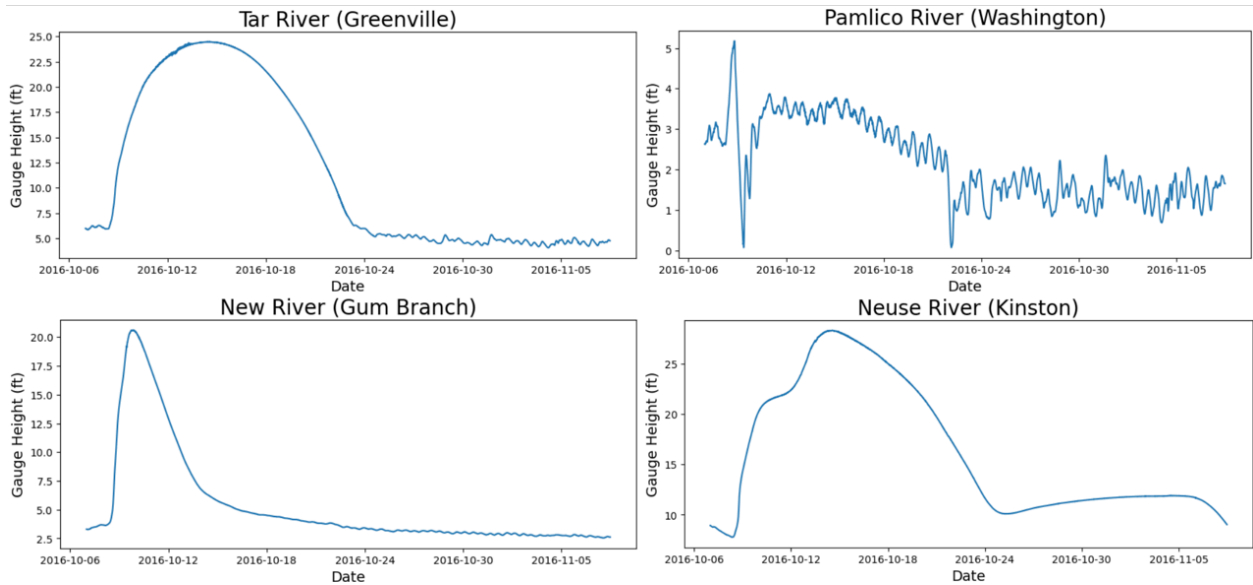 Tar River (Greenville)
Gauge Height (ft)
25.0
22.5
20.0
17.5
15.0
12.5
10.0
7.5
5.0
2016-10-06 2016-10-12 2016-10-18 2016-10-24 2016-10-30 2016-11-05
Date
Pamlico River (Washington)
Gauge Height (ft)
5
4
3
2
1
0
2016-10-06 2016-10-12 2016-10-18 2016-10-24 2016-10-30 2016-11-05
Date
New River (Gum Branch)
Gauge Height (ft)
20.0
17.5
15.0
12.5
10.0
7.5
5.0
2.5
2016-10-06 2016-10-12 2016-10-18 2016-10-24 2016-10-30 2016-11-05
Date
Neuse River (Kinston)
Gauge Height (ft)
25
20
15
10
2016-10-06 2016-10-12 2016-10-18 2016-10-24 2016-10-30 2016-11-05
Date